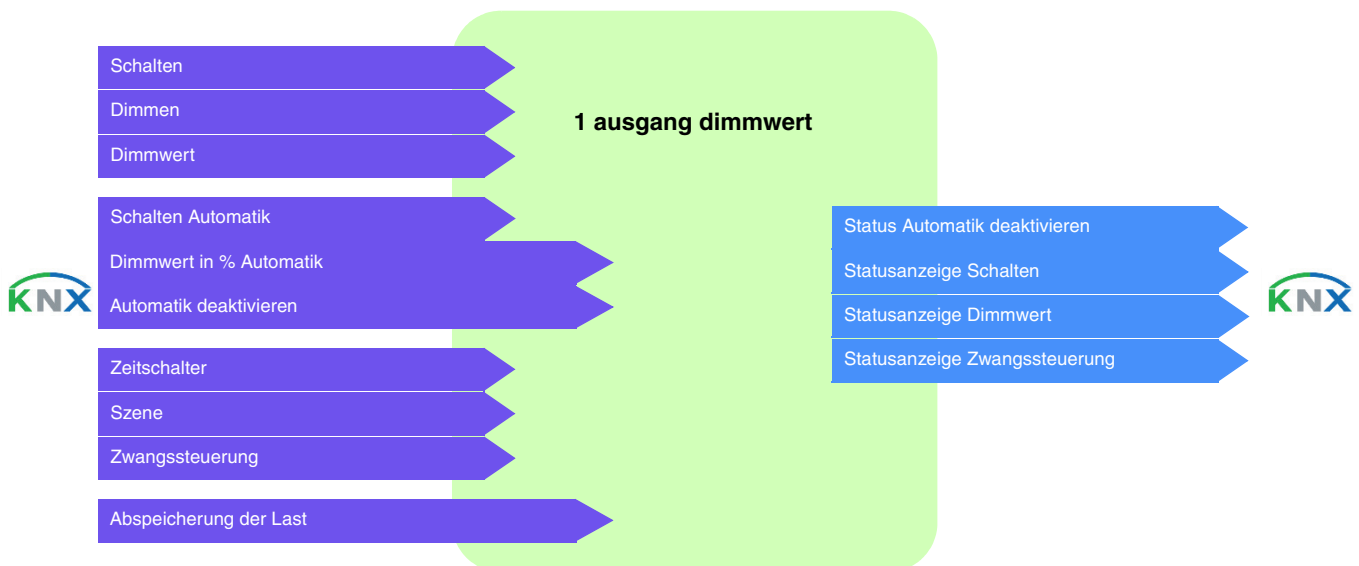 Schalten
Dimmen
Dimmwert
1 ausgang dimmwert
Schalten Automatik
Dimmwert in % Automatik
Automatik deaktivieren
KNX
Zeitschalter
Szene
Zwangssteuerung
Abspeicherung der Last
Status Automatik deaktivieren
Statusanzeige Schalten
Statusanzeige Dimmwert
Statusanzeige Zwangssteuerung
KNX